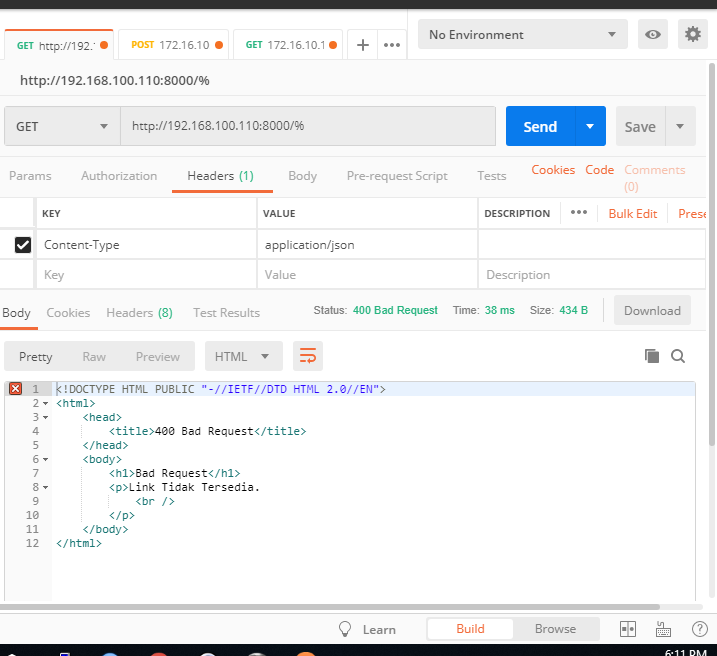 GET http://192.
POST 172.16.10
GET 172.16.10.1
No Environment
http://192.168.100.110:8000/%
GET
http://192.168.100.110:8000/%
Send
Save
Params
Authorization
Headers (1)
Body
Pre-request Script
Tests
Cookies
Code
Comments (0)
KEY
VALUE
DESCRIPTION
Bulk Edit
Prese
Content-Type
application/json
Key
Value
Description
Body
Cookies
Headers (8)
Test Results
Status: 400 Bad Request
Time: 38 ms
Size: 434 B
Download
Pretty
Raw
Preview
HTML
1 <!DOCTYPE HTML PUBLIC "-//IETF//DTD HTML 2.0//EN">
2 <html>
3 <head>
4 <title>400 Bad Request</title>
5 </head>
6 <body>
7 <h1>Bad Request</h1>
8 <p>Link Tidak Tersedia.
9 <br />
10 </p>
11 </body>
12 </html>
Learn
Build
Browse
6:11 PM